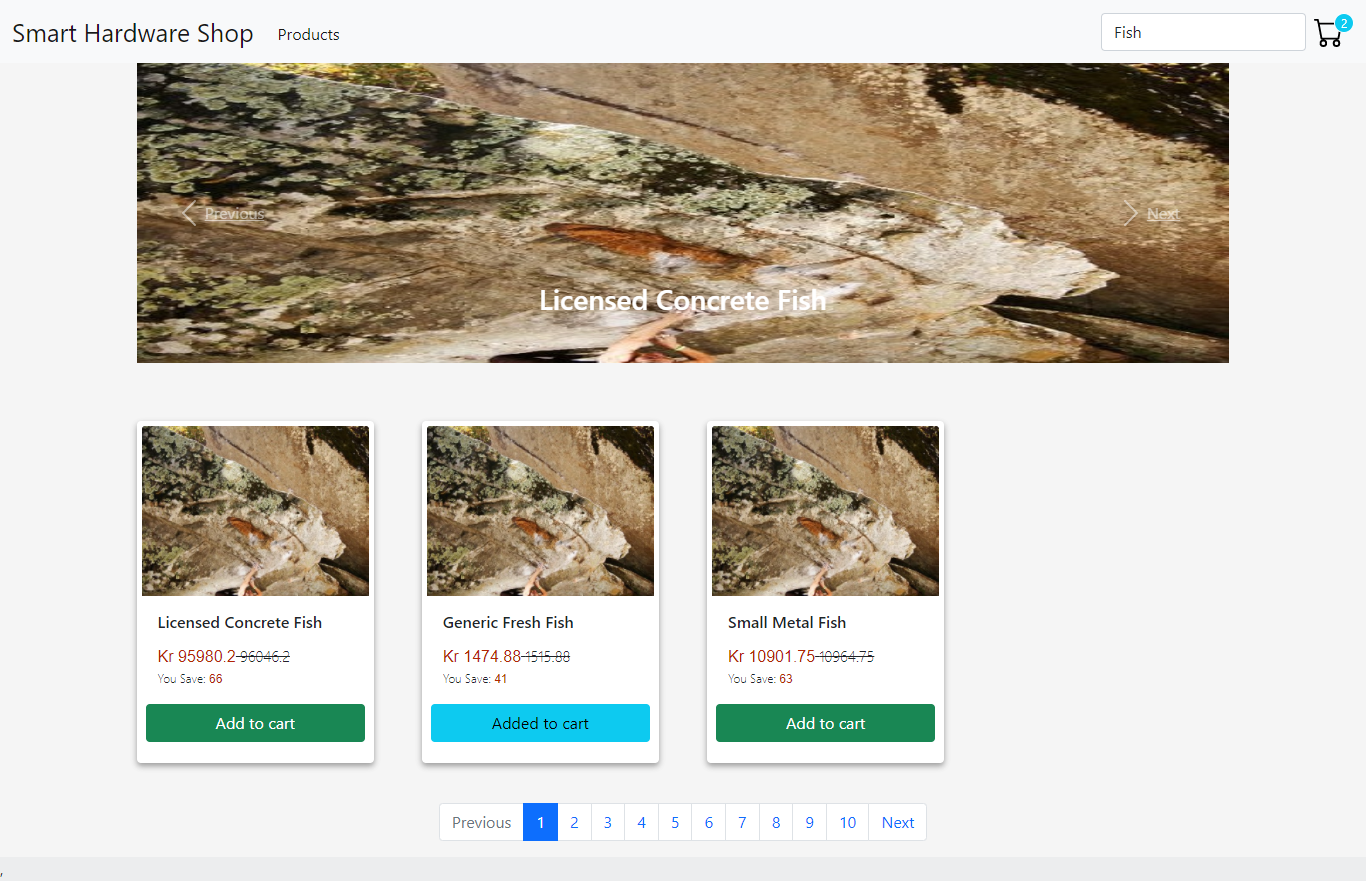 Smart Hardware Shop Products Fish 2
Previous Next
Licensed Concrete Fish
Licensed Concrete Fish
Kr 95980.2 96046.2
You Save: 66
Add to cart
Generic Fresh Fish
Kr 1474.88 1515.88
You Save: 41
Added to cart
Small Metal Fish
Kr 10901.75 10964.75
You Save: 63
Add to cart
Previous 1 2 3 4 5 6 7 8 9 10 Next
,